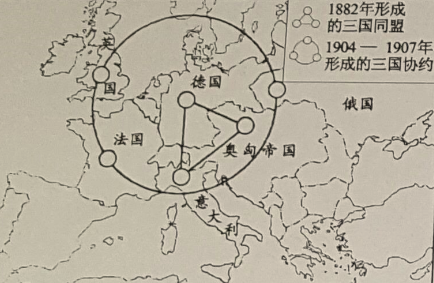 1882年形成
的三国同盟
1904—1907年
形成的三国协约
英
国
德国
俄国
法国
奥匈帝国
意
大
利